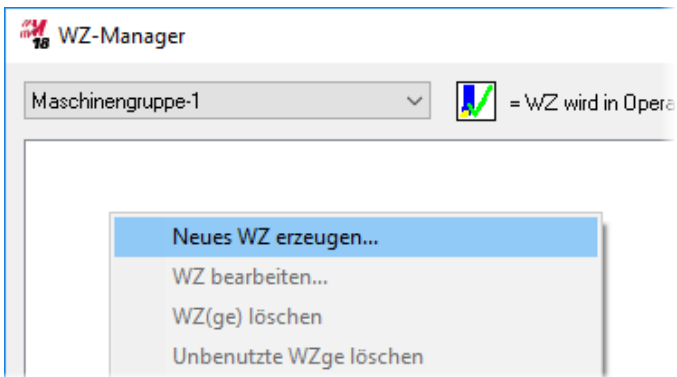 18 WZ-Manager
Maschinengruppe-1 = WZ wird in Opera
Neues WZ erzeugen...
WZ bearbeiten...
WZ(ge) löschen
Unbenutzte WZge löschen